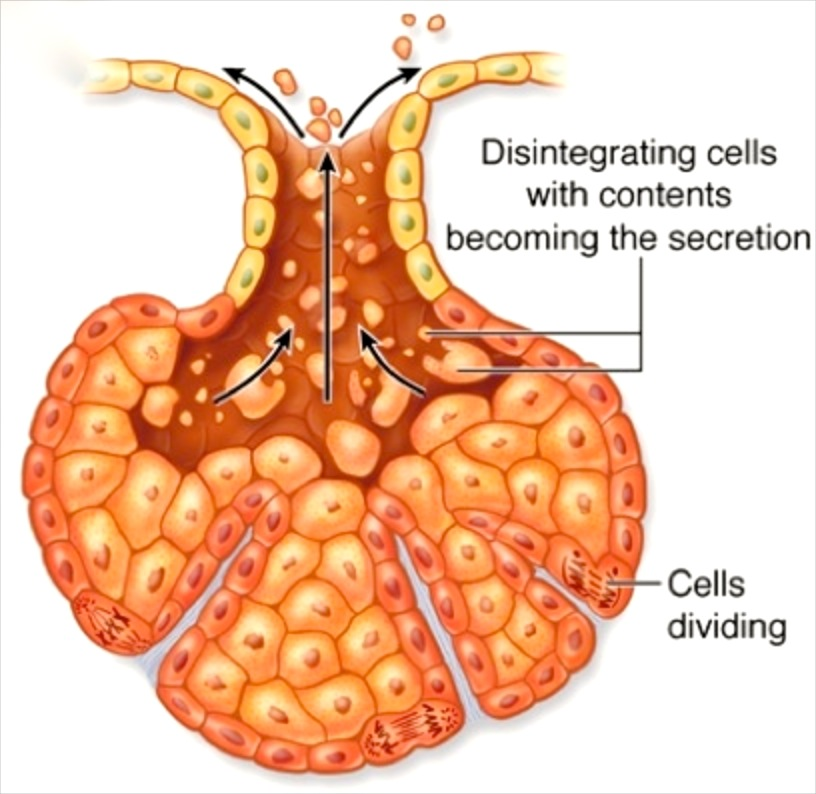 Disintegrating cells
with contents
becoming the secretion
Cells
dividing